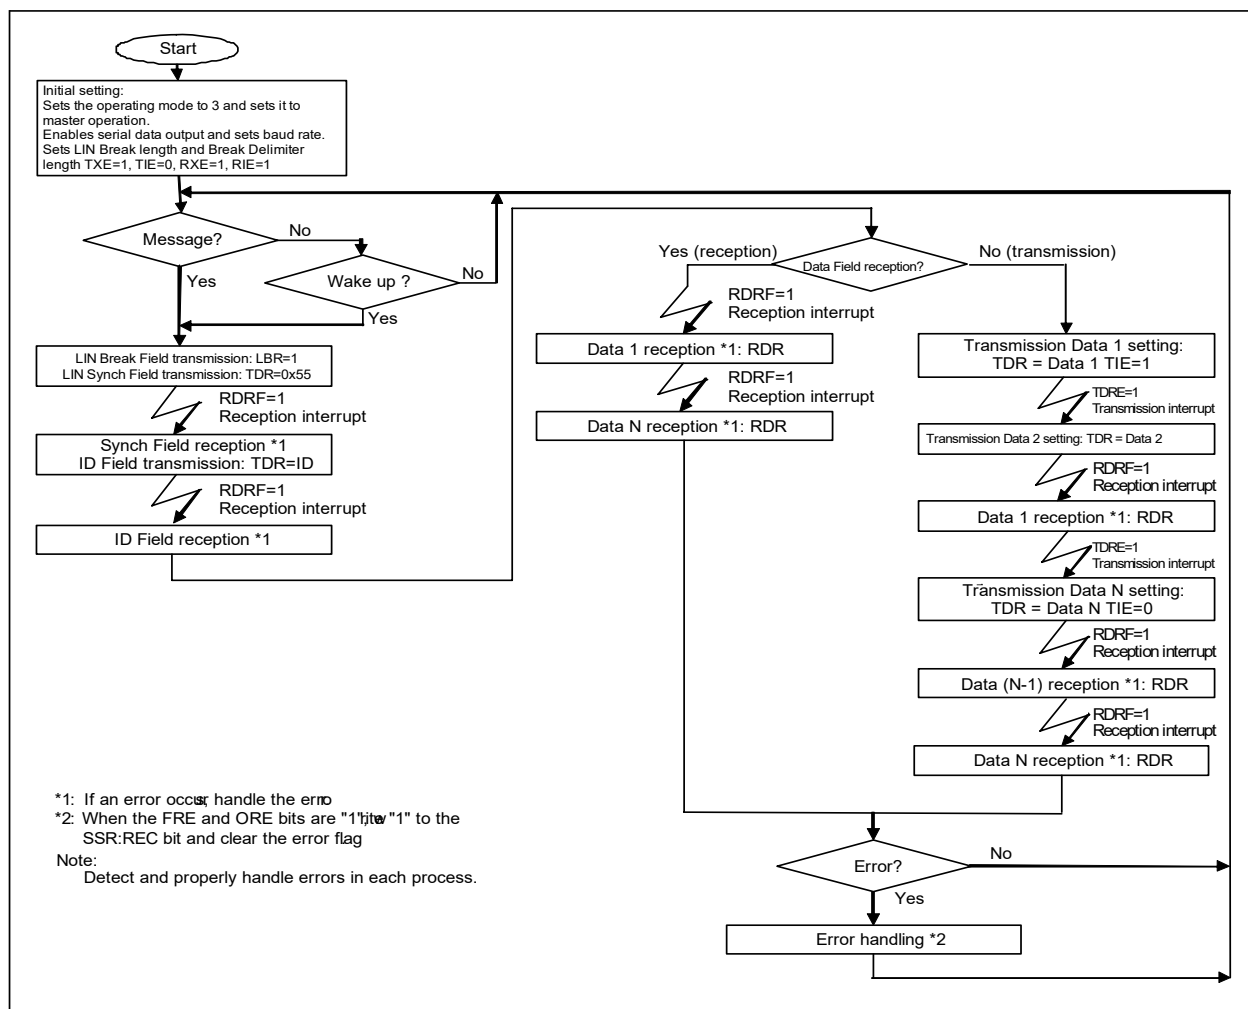 Start
Initial setting:
Sets the operating mode to 3 and sets it to
master operation.
Enables serial data output and sets baud rate.
Sets LIN Break length and Break Delimiter
length TXE=1, TIE=0, RXE=1, RIE=1
Message?
No
Yes
Wake up ?
No
Yes
LIN Break Field transmission: LBR=1
LIN Synch Field transmission: TDR=0x55
RDRF=1
Reception interrupt
Synch Field reception *1
ID Field transmission: TDR=ID
RDRF=1
Reception interrupt
ID Field reception *1
Data Field reception?
Yes (reception)
No (transmission)
RDRF=1
Reception interrupt
Data 1 reception *1: RDR
RDRF=1
Reception interrupt
Data N reception *1: RDR
Transmission Data 1 setting:
TDR = Data 1 TIE=1
TDRE=1
Transmission interrupt
Transmission Data 2 setting: TDR = Data 2
RDRF=1
Reception interrupt
Data 1 reception *1: RDR
TDRE=1
Transmission interrupt
Transmission Data N setting:
TDR = Data N TIE=0
RDRF=1
Reception interrupt
Data (N-1) reception *1: RDR
RDRF=1
Reception interrupt
Data N reception *1: RDR
Error?
No
Yes
Error handling *2
*1: If an error occurs, handle the error
*2: When the FRE and ORE bits are "1", write "1" to the
SSR:REC bit and clear the error flag
Note:
Detect and properly handle errors in each process.